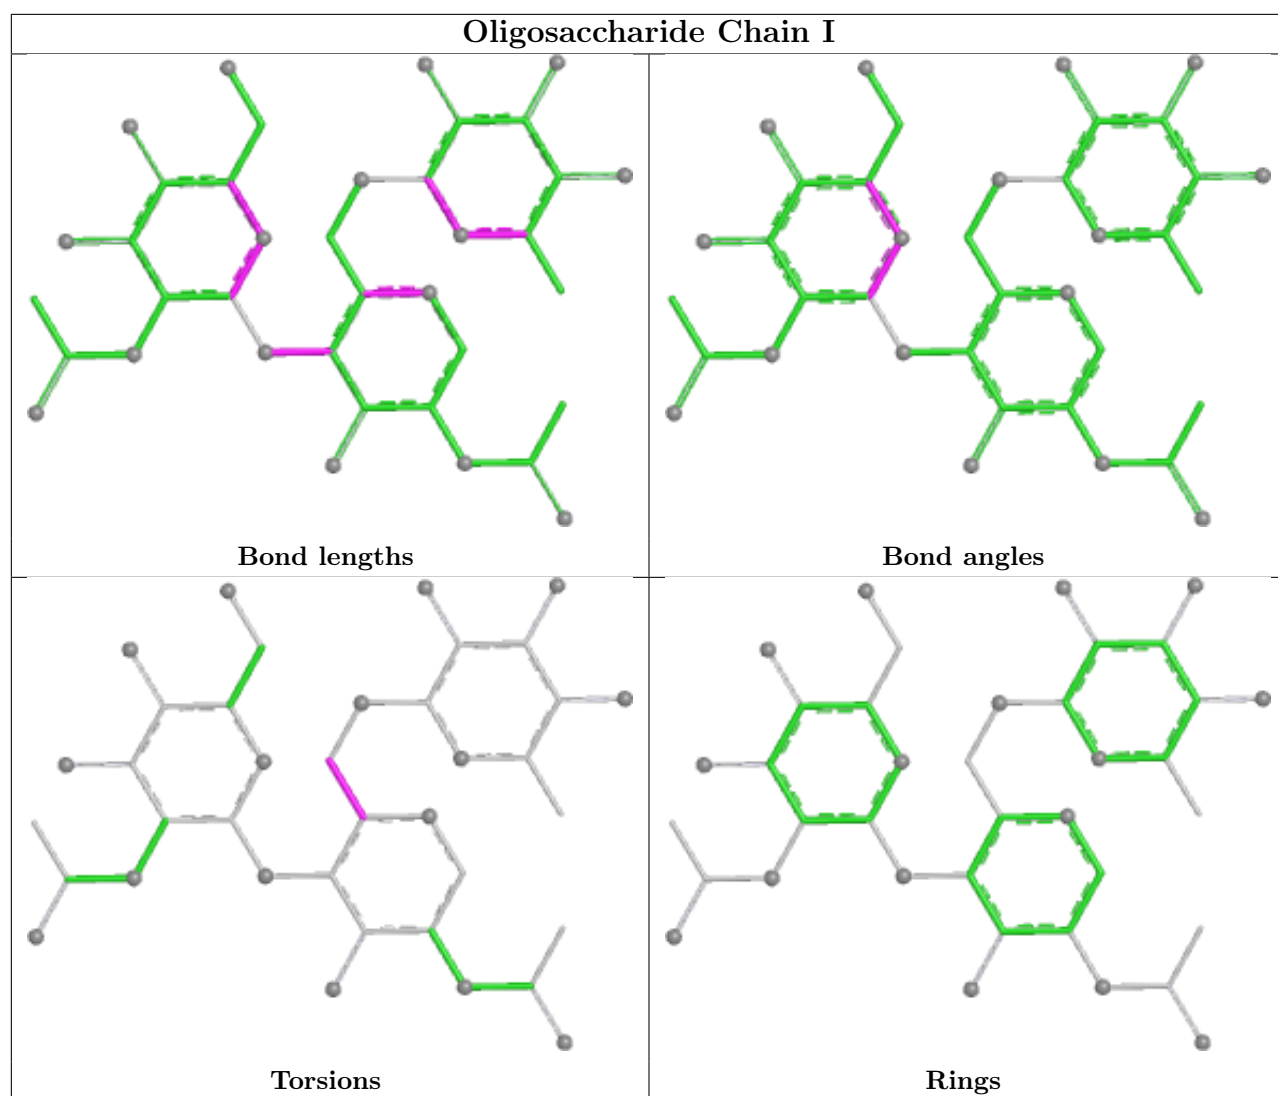 Oligosaccharide Chain I
Bond lengths
Bond angles
Torsions
Rings